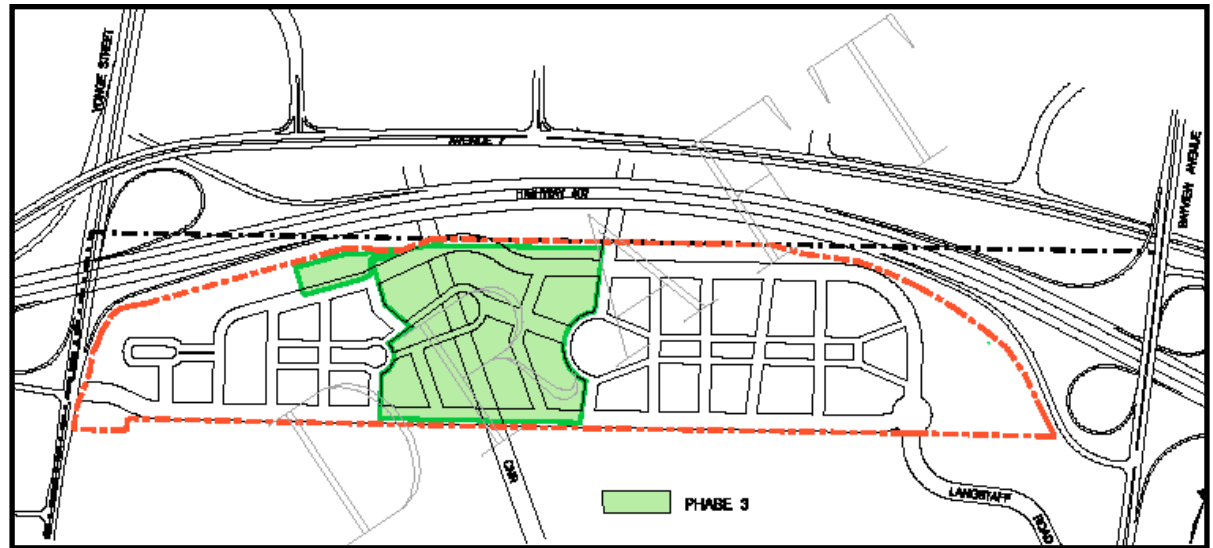 YONGE STREET
AVENUE 7
HIGHWAY 407
BAYVIEW AVENUE
DRAFT
CNR
LANGSTAFF
ROAD
PHASE 3